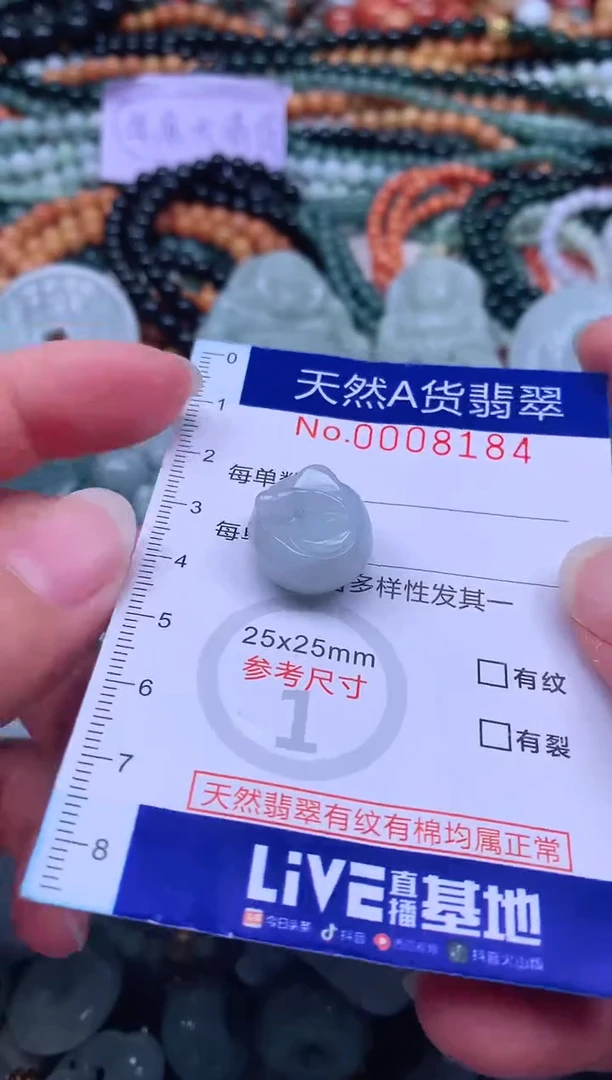 0
天然A货翡翠
1
No.0008184
2
每单
3
每
4
多样性发其一
5
25x25mm
参考尺寸
□有纹
6
1
□有裂
7
天然翡翠有纹有棉均属正常
8
LiVE直播基地
今日头条 抖音 抖音火山版